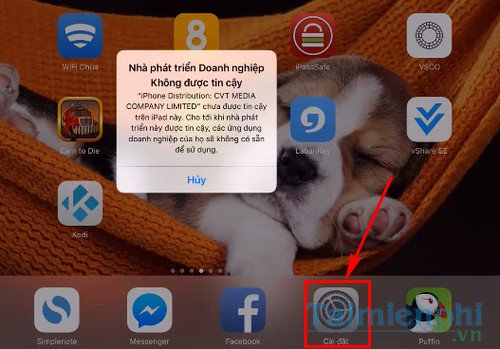 WiFi Chùa
8
iPassSafe
VSCO
Nhà phát triển Doanh nghiệp
Không được tin cậy
“iPhone Distribution: CVT MEDIA
COMPANY LIMITED” chưa được tin cậy
trên iPad này. Cho tới khi nhà phát
triển này được tin cậy, các ứng dụng
doanh nghiệp của họ sẽ không có sẵn
để sử dụng.
Hủy
Earn to Die
LabanKey
vShare SE
Kodi
Simplenote
Messenger
Facebook
Cài đặt
Puffin
Taimienphi
.vn